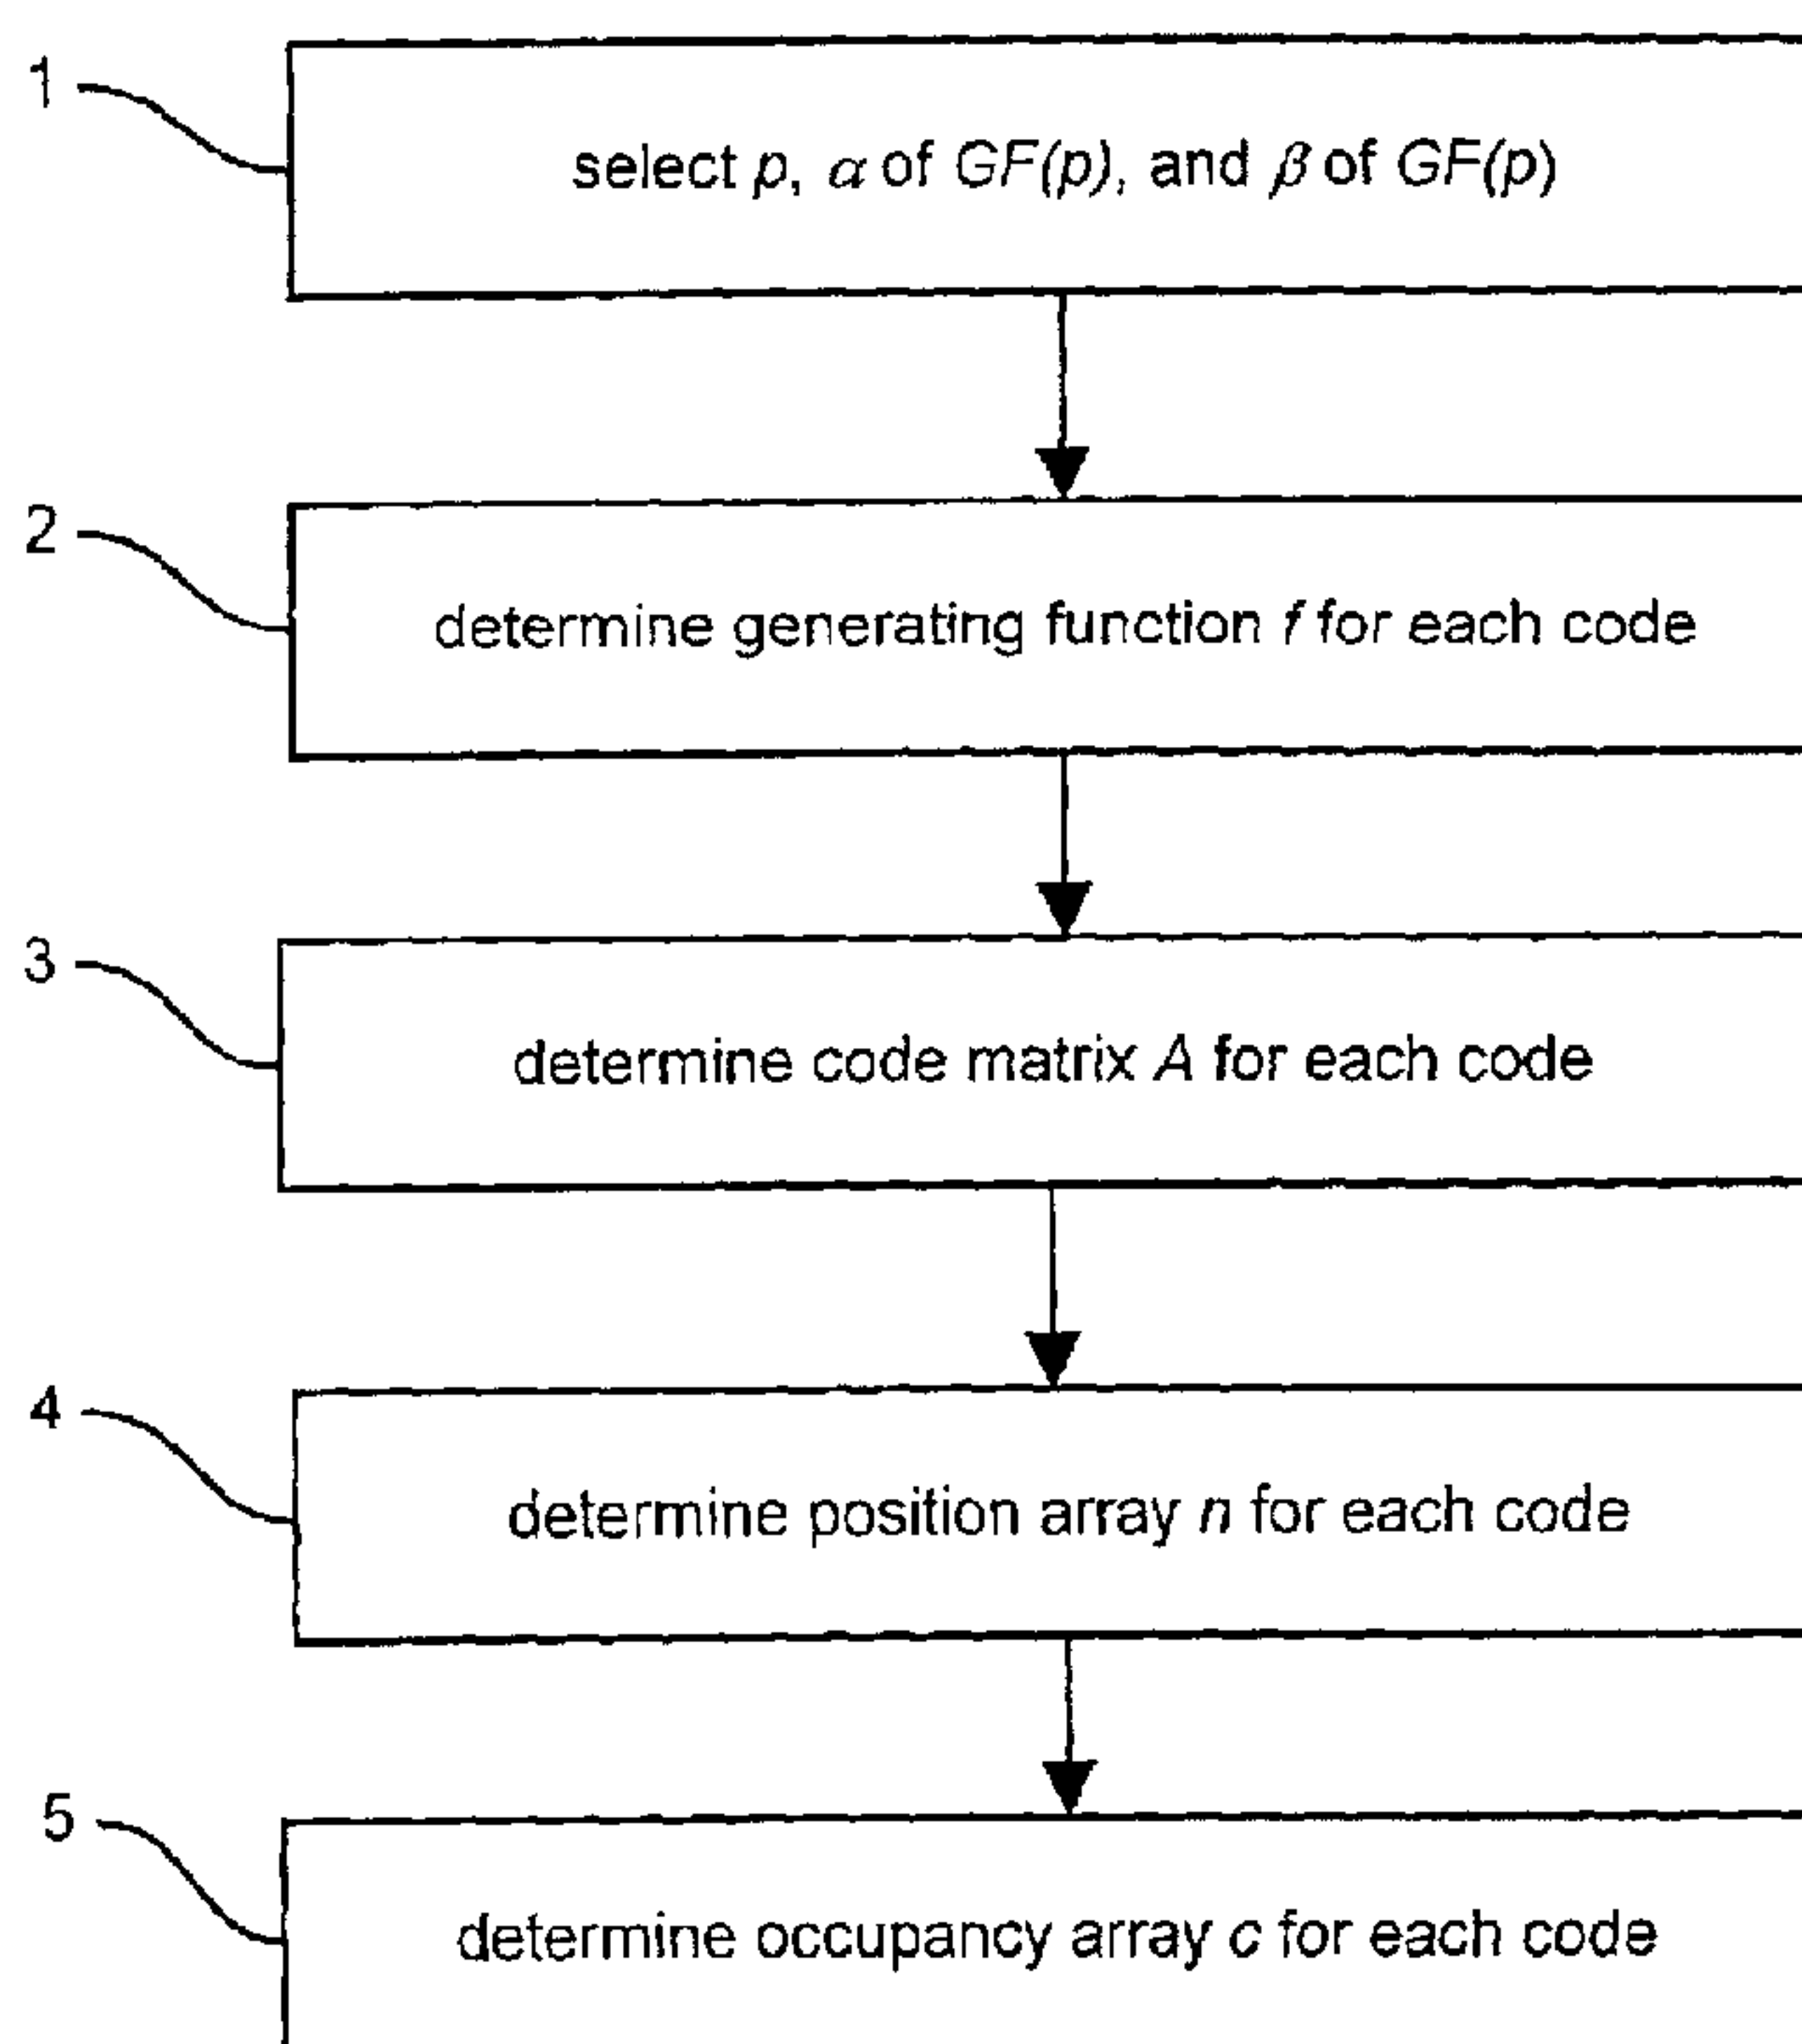 1
select p, α of GF(p), and β of GF(p)
2
determine generating function f for each code
3
determine code matrix A for each code
4
determine position array n for each code
5
determine occupancy array c for each code